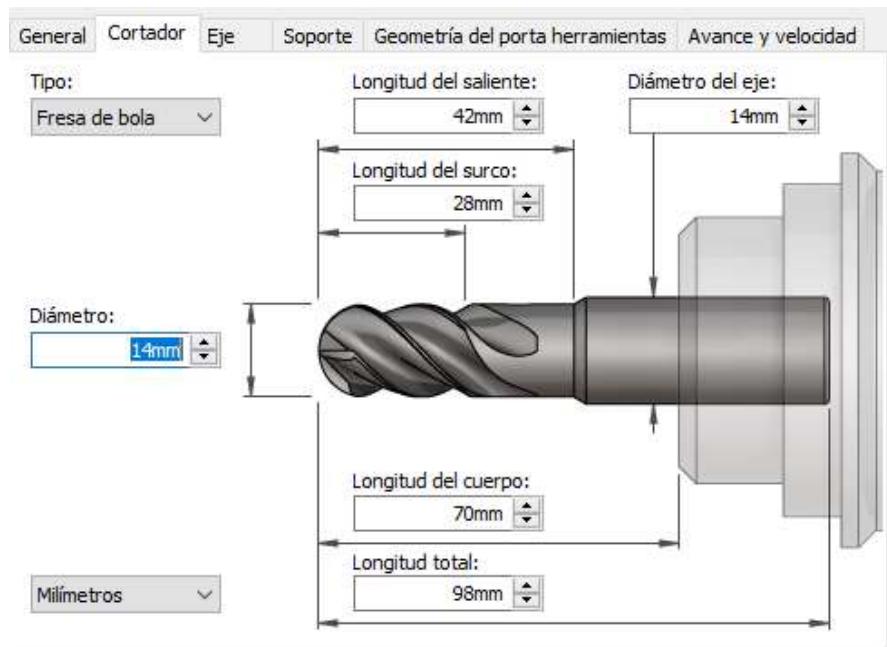 General Cortador Eje Soporte Geometría del porta herramientas Avance y velocidad
Tipo:
Fresa de bola
Longitud del saliente:
42mm
Diámetro del eje:
14mm
Longitud del surco:
28mm
Diámetro:
14mm
Longitud del cuerpo:
70mm
Longitud total:
98mm
Milímetros